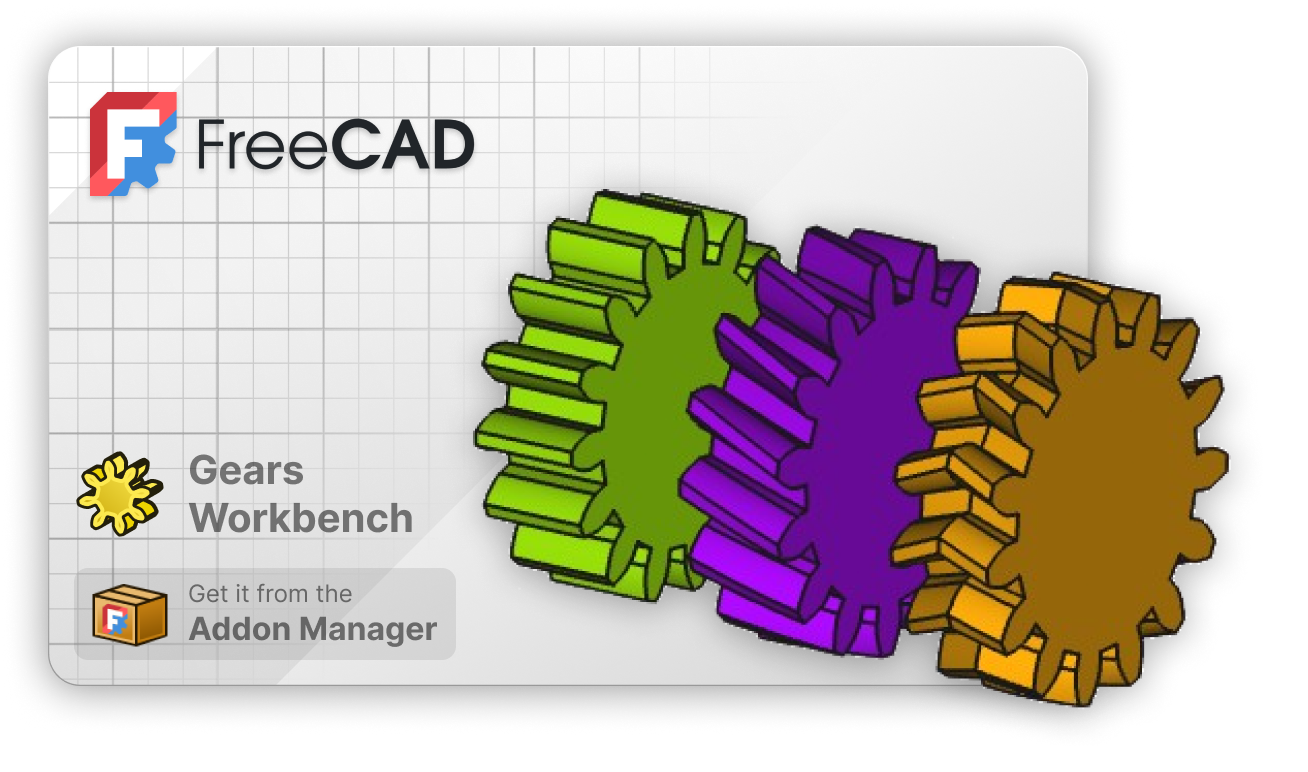 FreeCAD
Gears
Workbench
Get it from the
Addon Manager